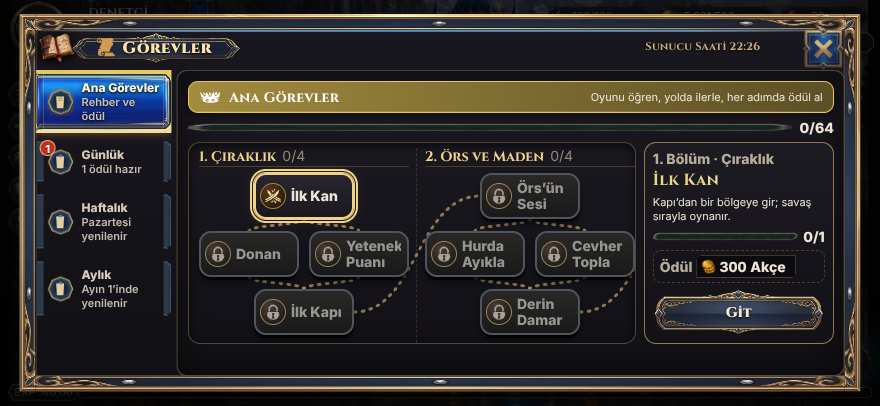 GÖREVLER
SUNUCU SAATİ 22:26
Ana Görevler
Rehber ve
ödül
1
Günlük
1 ödül hazır
Haftalık
Pazartesi
yenilenir
Aylık
Ayın 1’inde
yenilenir
ANA GÖREVLER
Oyunu öğren, yolda ilerle, her adımda ödül al
0/64
1. ÇIRAKLIK 0/4
İlk Kan
Donan
Yetenek
Puanı
İlk Kapı
2. ÖRS VE MADEN 0/4
Örs’ün
Sesi
Hurda
Ayıkla
Cevher
Topla
Derin
Damar
1. Bölüm · Çıraklık
İLK KAN
Kapı’dan bir bölgeye gir; savaş
sırayla oynanır.
0/1
Ödül 300 Akçe
GİT